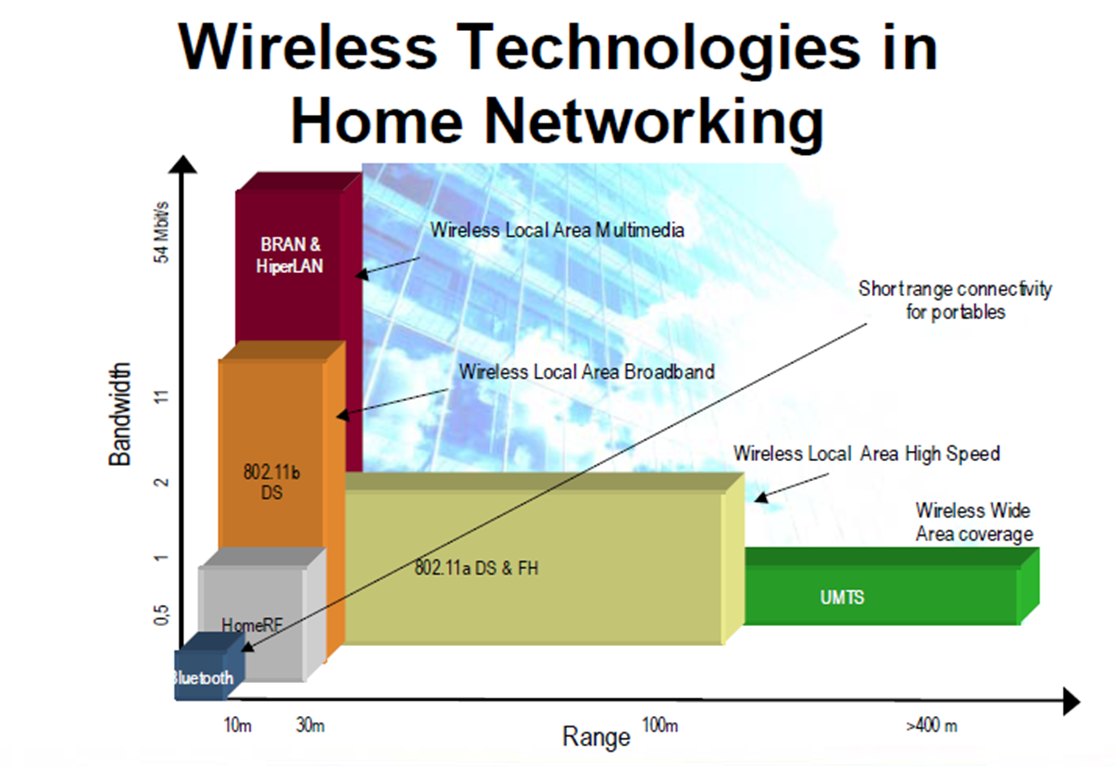 Wireless Technologies in
Home Networking
54 Mbit/s
BRAN &
HiperLAN
Wireless Local Area Multimedia
Short range connectivity
for portables
Bandwidth
11
Wireless Local Area Broadband
802.11b
DS
2
Wireless Local Area High Speed
Wireless Wide
Area coverage
1
802.11a DS & FH
UMTS
0,5
HomeRF
Bluetooth
10m
30m
Range
100m
>400 m